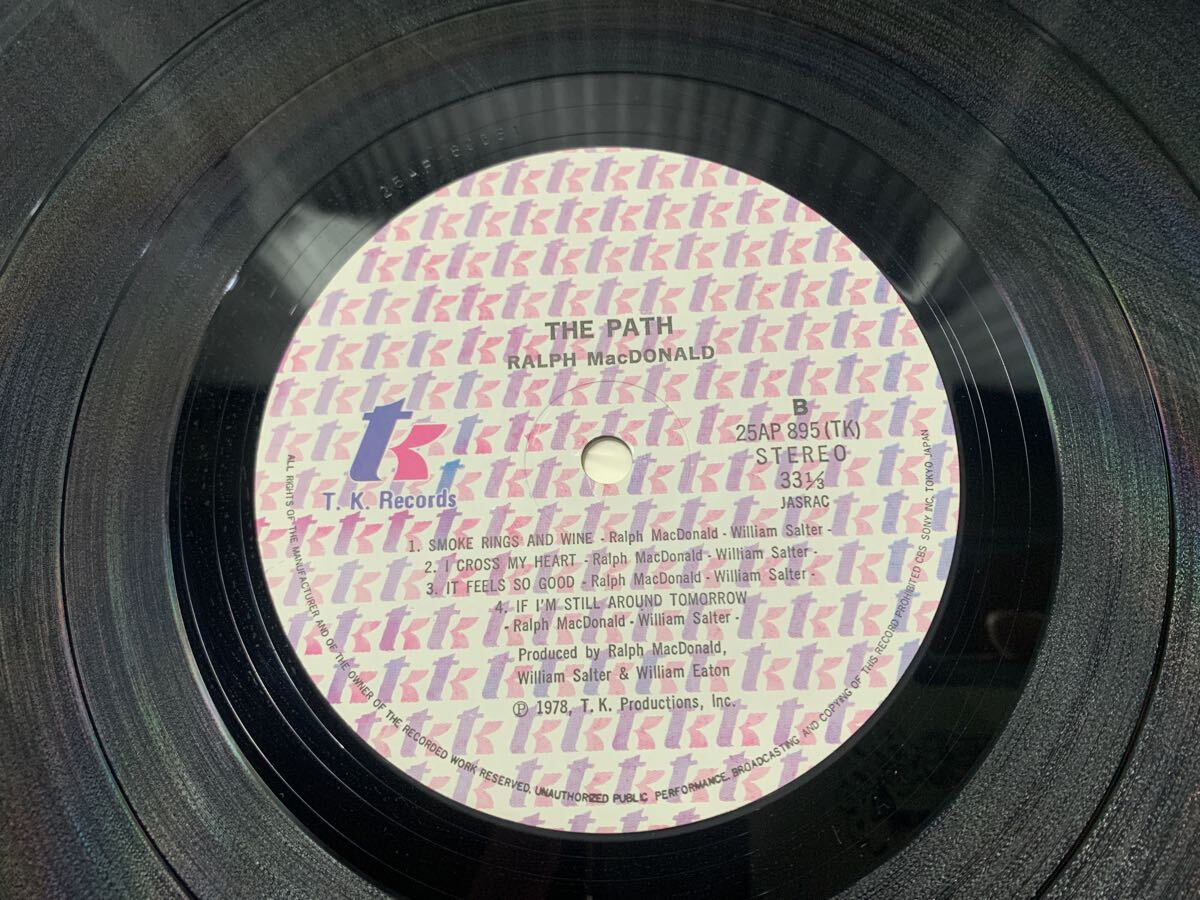 THE PATH
RALPH MacDONALD
tk
T. K. Records
B
25AP 895 (TK)
STEREO
33 1/3
JASRAC
1. SMOKE RINGS AND WINE - Ralph MacDonald - William Salter -
2. I CROSS MY HEART - Ralph MacDonald - William Salter -
3. IT FEELS SO GOOD - Ralph MacDonald - William Salter -
4. IF I'M STILL AROUND TOMORROW
- Ralph MacDonald - William Salter -
Produced by Ralph MacDonald,
William Salter & William Eaton
Ⓟ 1978, T. K. Productions, Inc.
ALL RIGHTS OF THE MANUFACTURER AND OF THE OWNER OF THE RECORDED WORK RESERVED. UNAUTHORIZED PUBLIC PERFORMANCE, BROADCASTING AND COPYING OF THIS RECORD PROHIBITED CBS SONY INC. TOKYO JAPAN